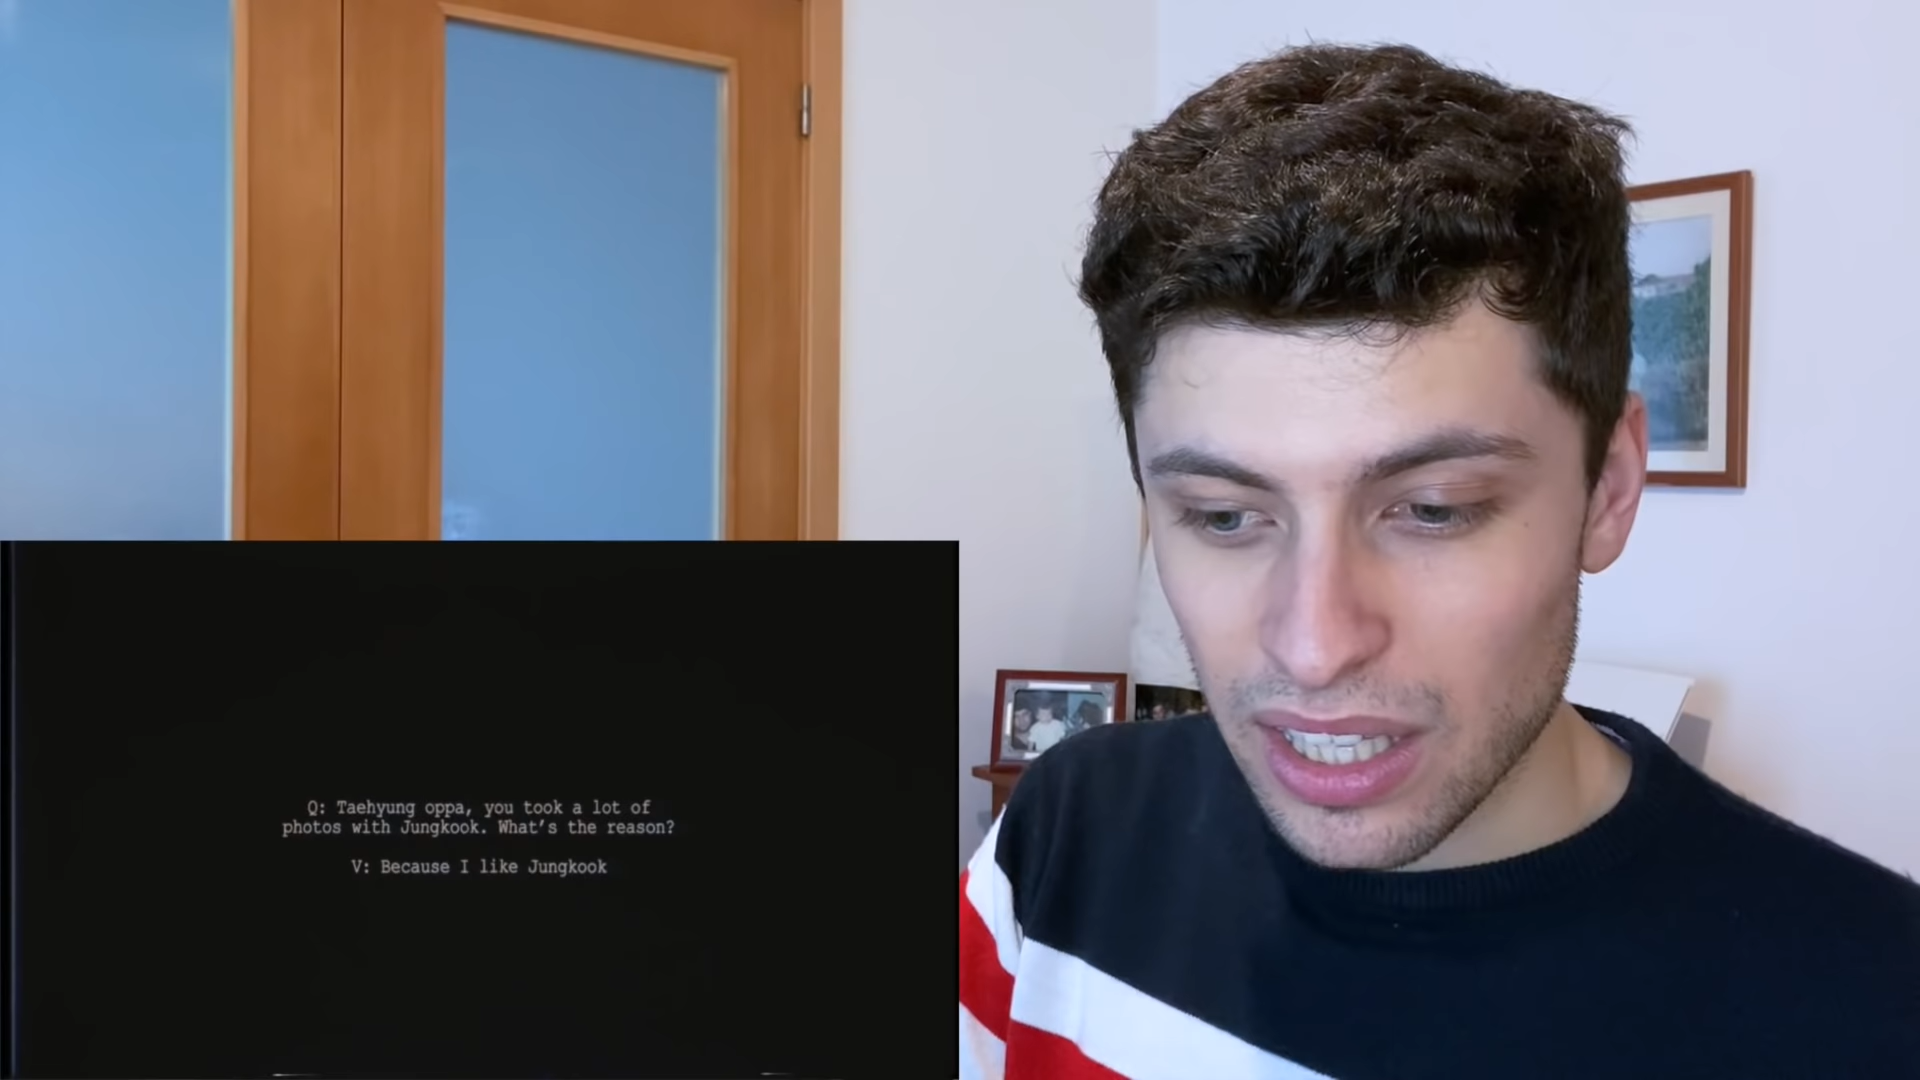 Q: Taehyung oppa, you took a lot of
photos with Jungkook. What's the reason?
V: Because I like Jungkook